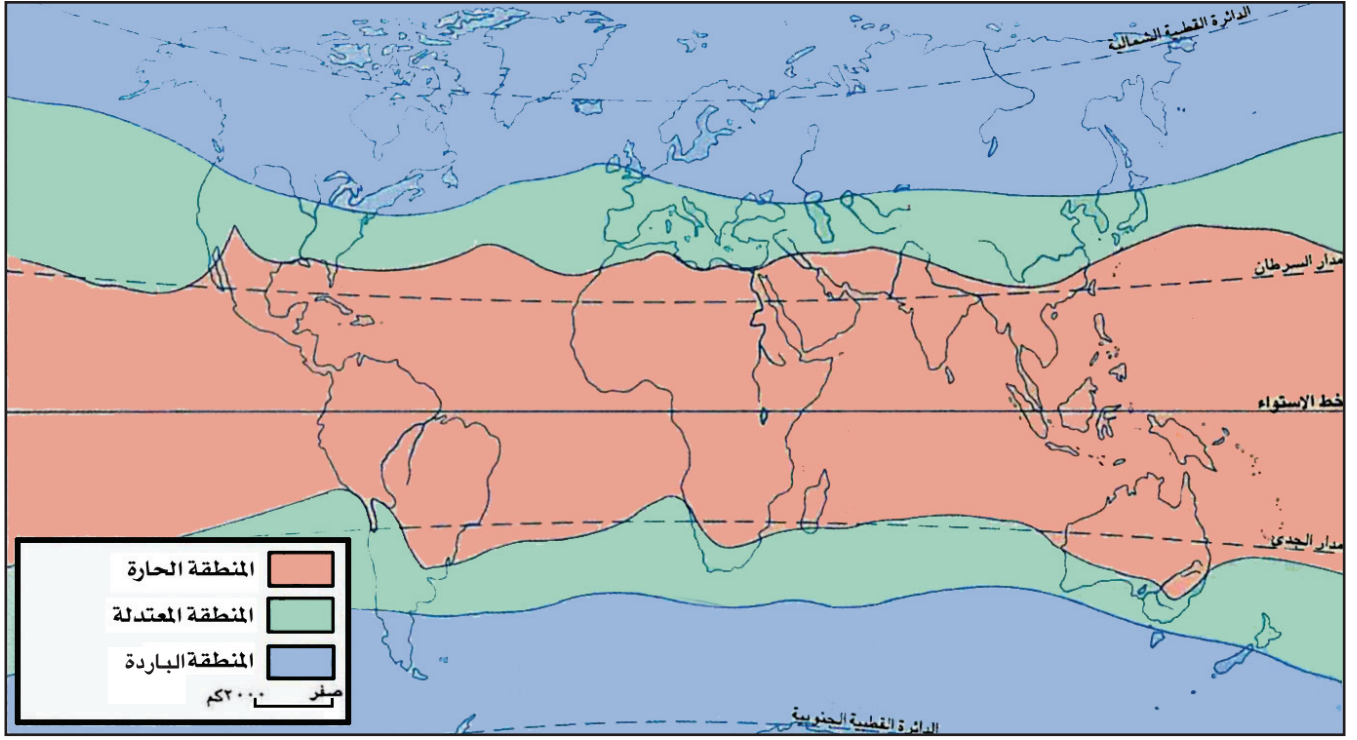 الدائرة القطبية الشمالية
مدار السرطان
خط الإستواء
مدار الجدي
المنطقة الحارة
المنطقة المعتدلة
المنطقة الباردة
صفر ٢٠٠٠كم
الدائرة القطبية الجنوبية